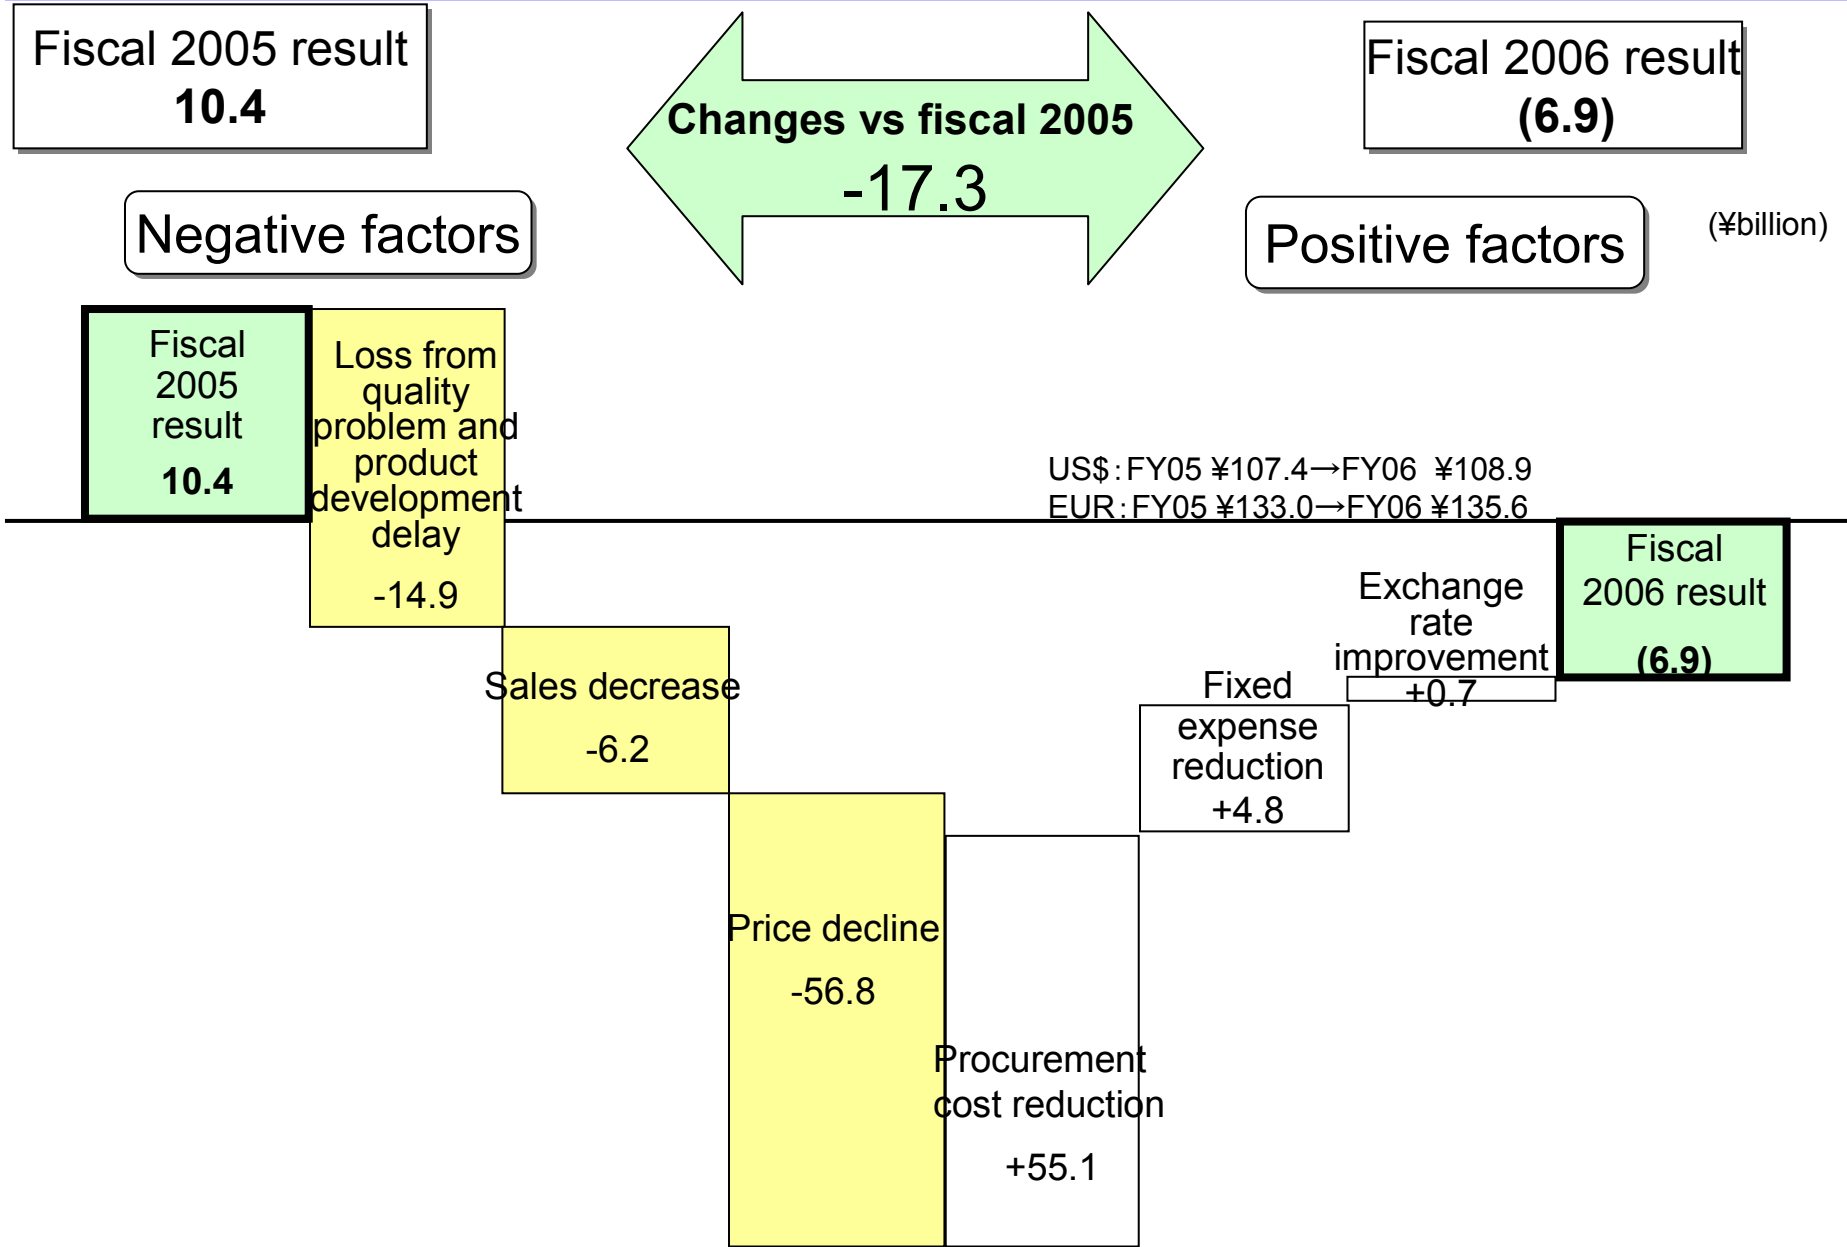 Fiscal 2005 result
10.4
Changes vs fiscal 2005
-17.3
Fiscal 2006 result
(6.9)
Negative factors
Positive factors
(¥billion)
Fiscal
2005
result
10.4
Loss from
quality
problem and
product
development
delay
-14.9
Sales decrease
-6.2
Price decline
-56.8
Procurement
cost reduction
+55.1
Fixed
expense
reduction
+4.8
US$:FY05 ¥107.4→FY06 ¥108.9
EUR:FY05 ¥133.0→FY06 ¥135.6
Exchange
rate
improvement
+0.7
Fiscal
2006 result
(6.9)